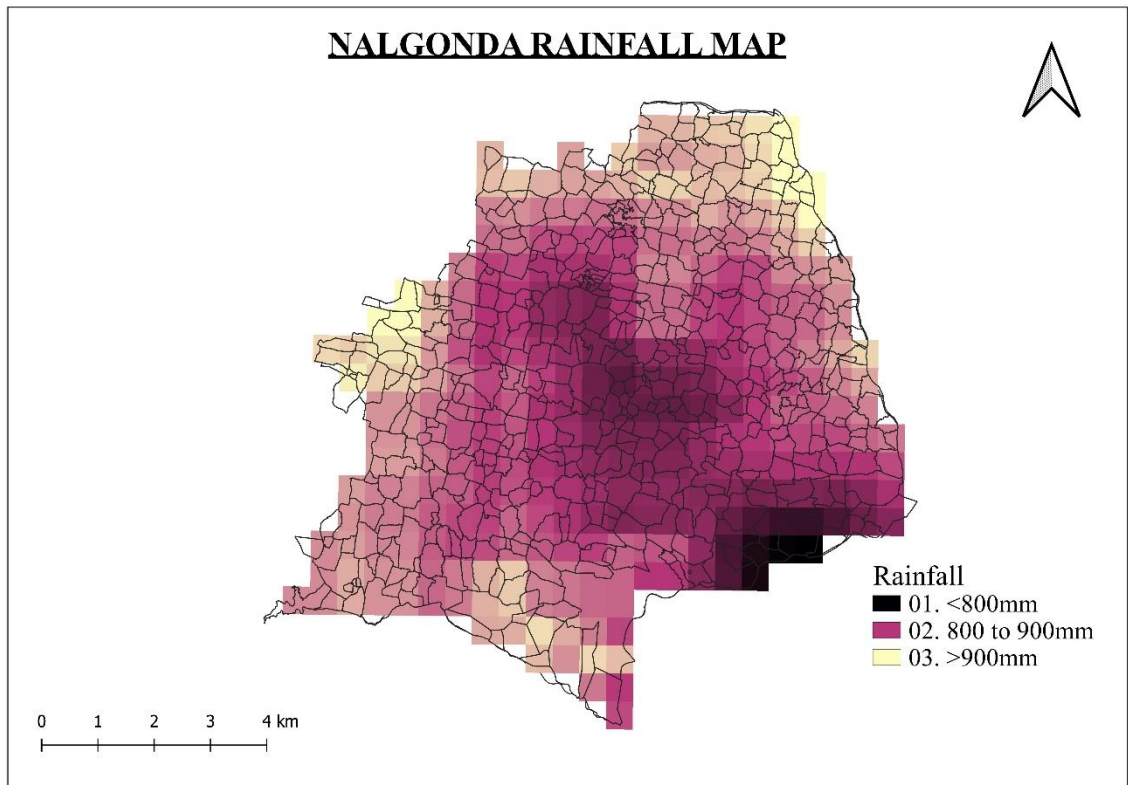 NALGONDA RAINFALL MAP
Rainfall
01. <800mm
02. 800 to 900mm
03. >900mm
0 1 2 3 4 km